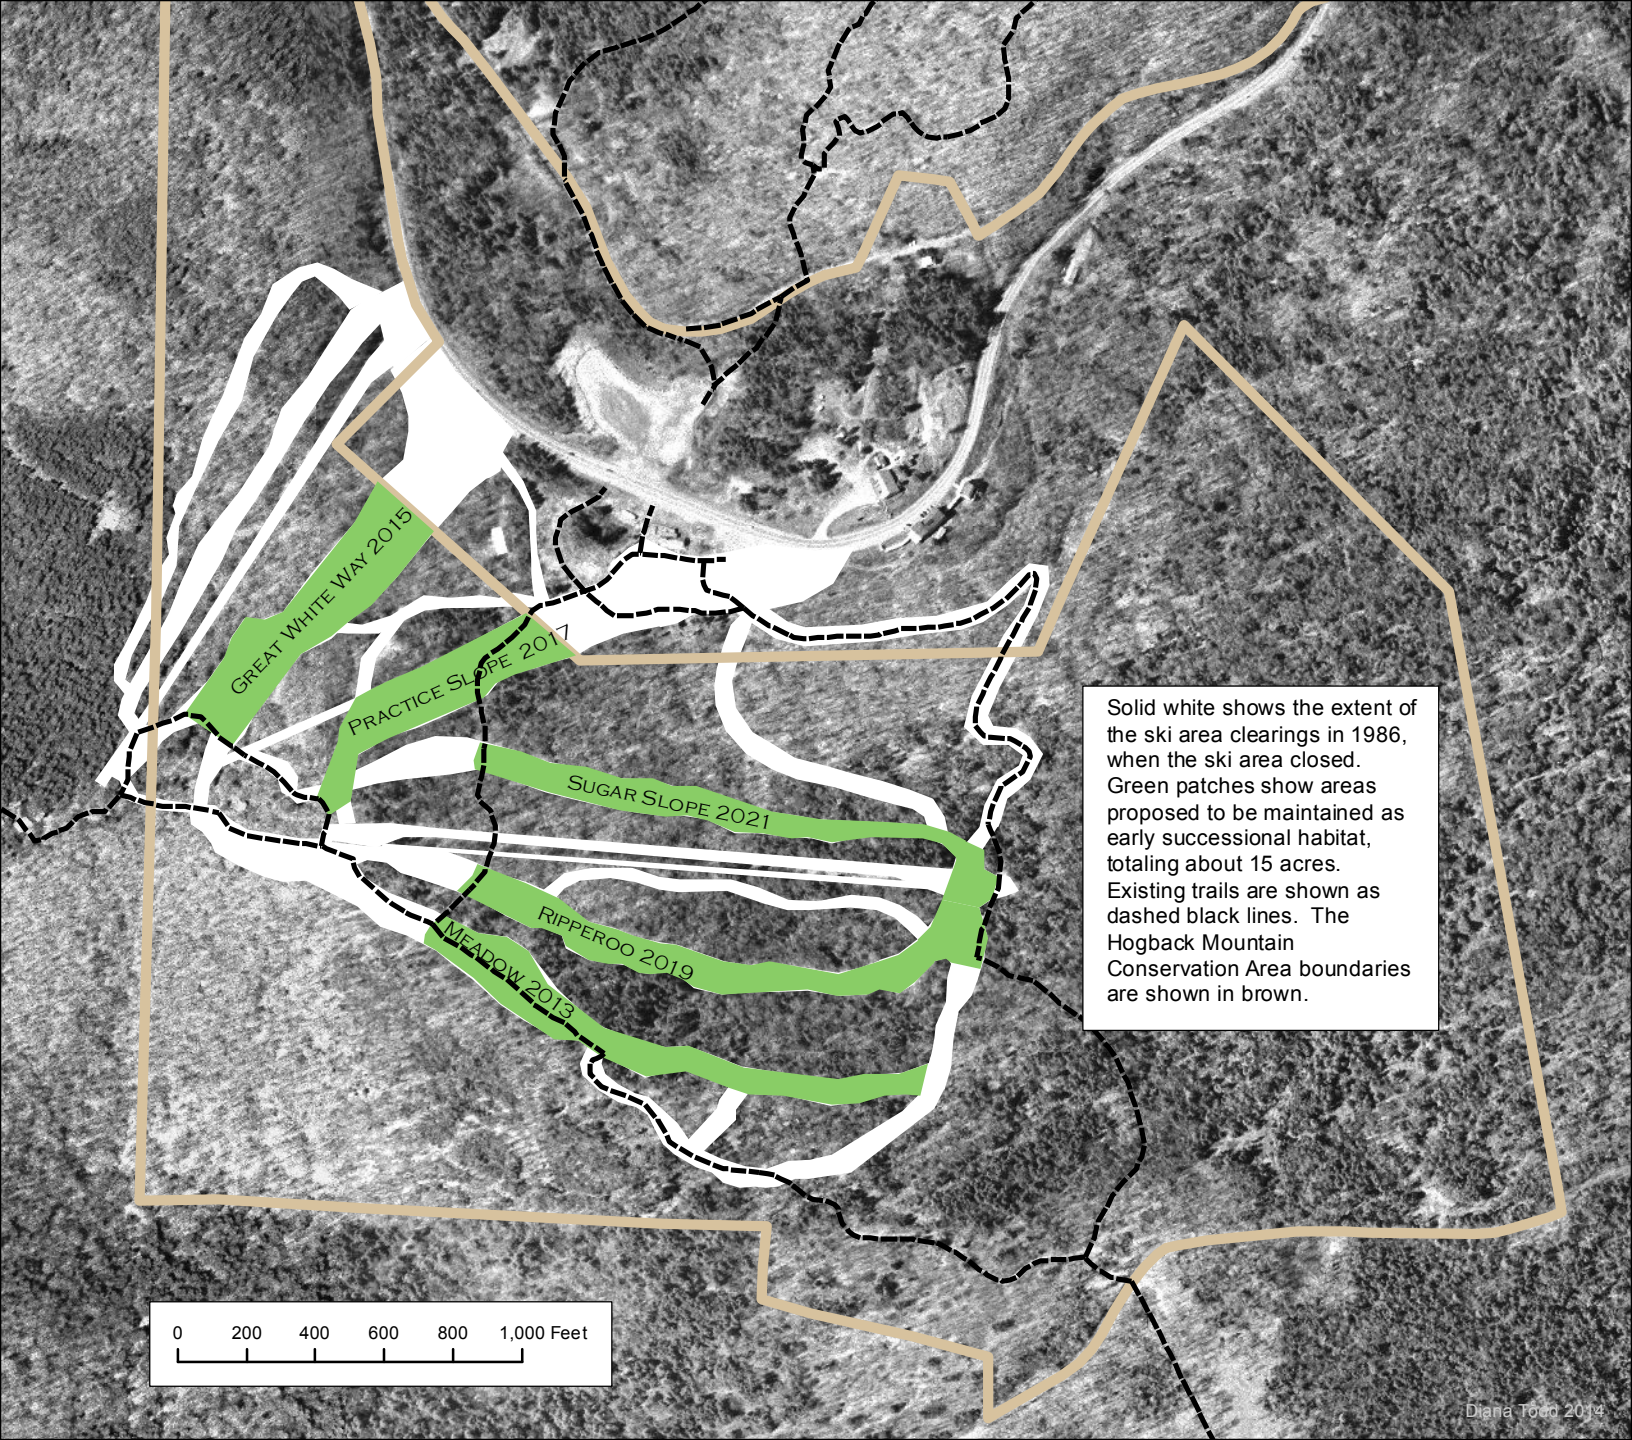 GREAT WHITE WAY 2015
PRACTICE SLOPE 2017
SUGAR SLOPE 2021
RIPPEROO 2019
MEADOW 2013
Solid white shows the extent of
the ski area clearings in 1986,
when the ski area closed.
Green patches show areas
proposed to be maintained as
early successional habitat,
totaling about 15 acres.
Existing trails are shown as
dashed black lines.  The
Hogback Mountain
Conservation Area boundaries
are shown in brown.
0 200 400 600 800 1,000 Feet
Diana Todd 2014